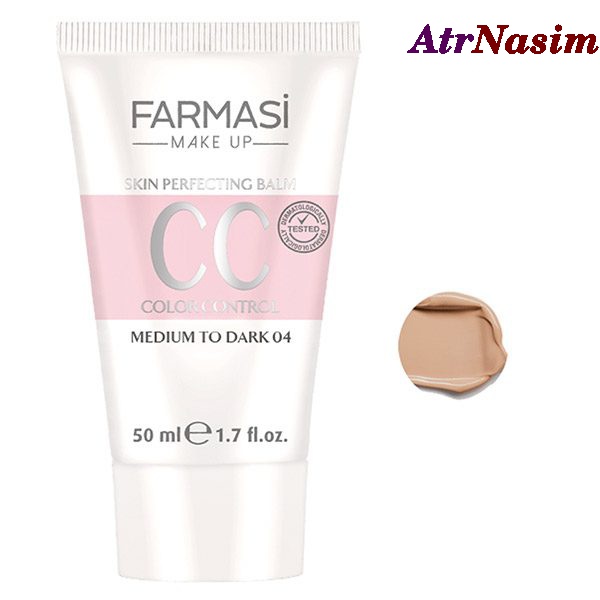 AtrNasim
FARMASİ
MAKE UP
SKIN PERFECTING BALM
CC
DERMATOLOGICALLY
TESTED
DERMATOLOGICALLY
COLOR CONTROL
MEDIUM TO DARK 04
50 ml ℮ 1.7 fl.oz.